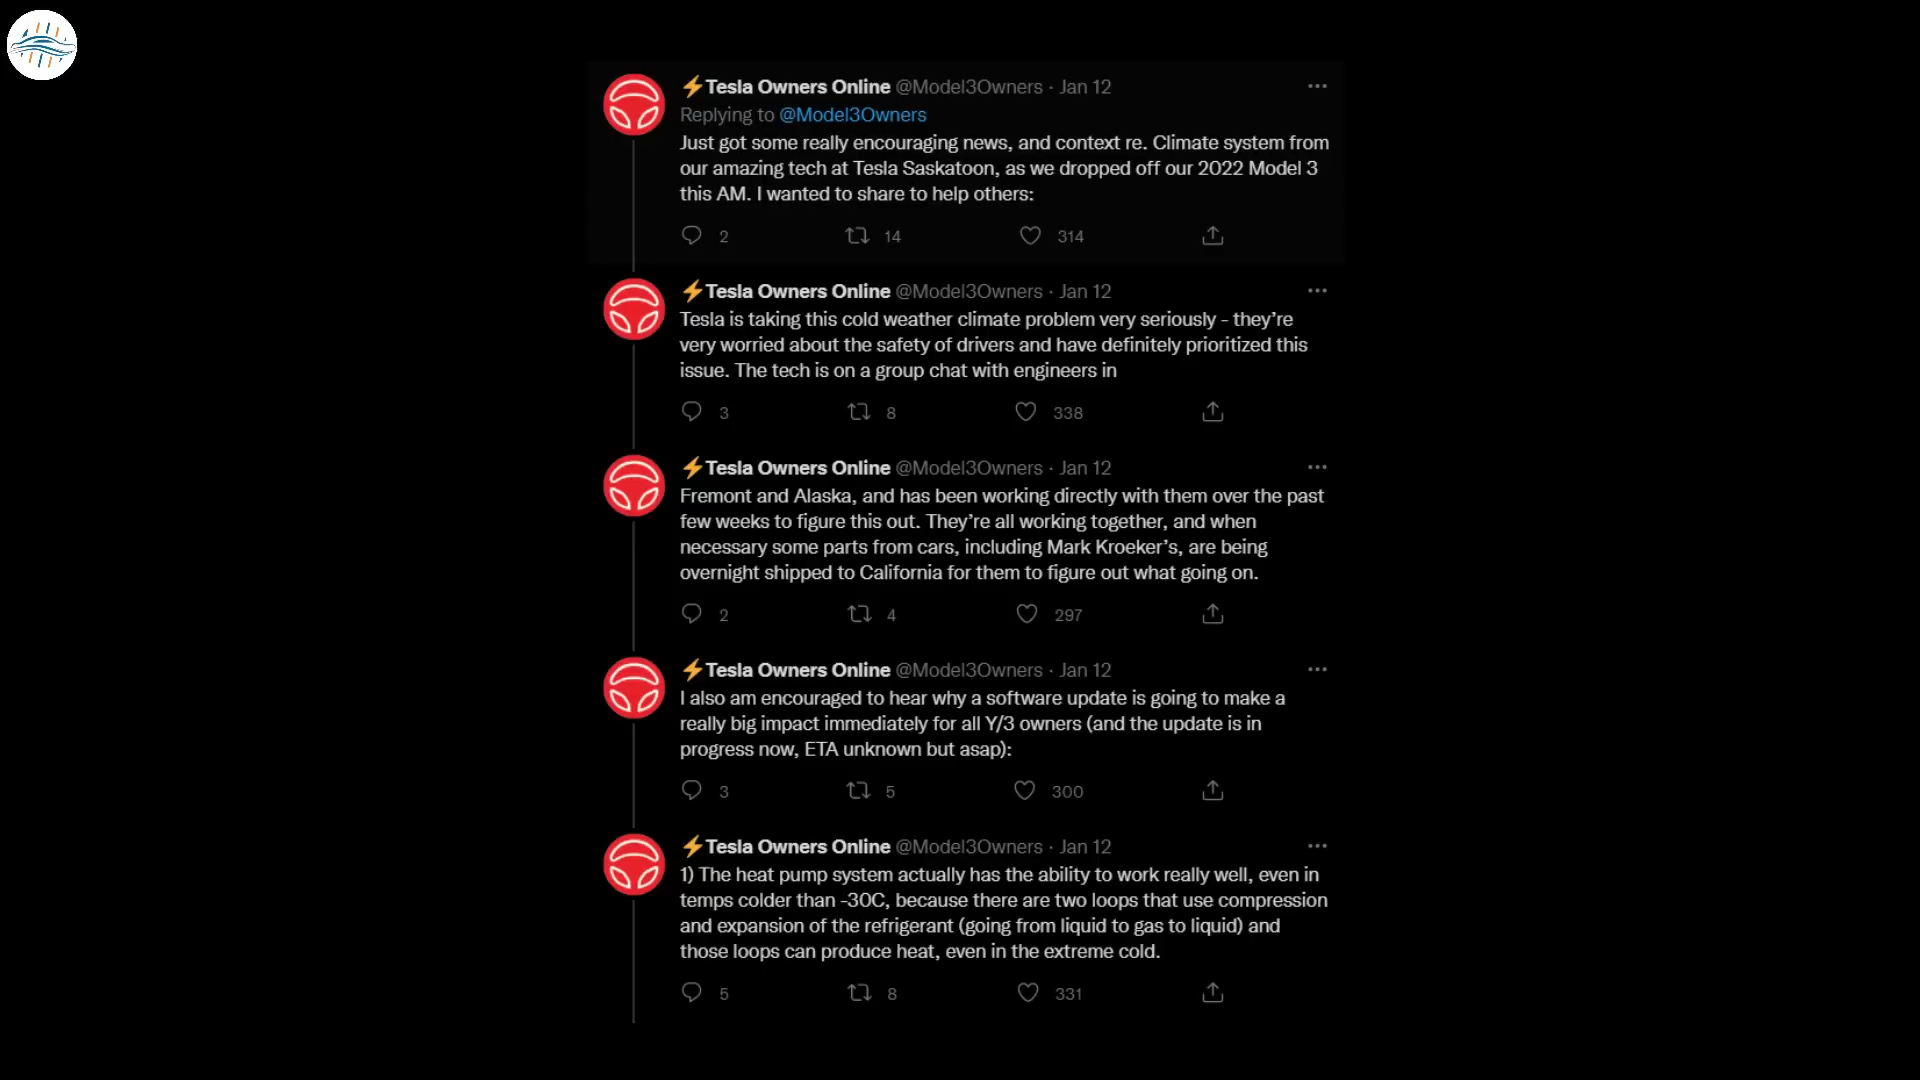 ⚡Tesla Owners Online @Model3Owners · Jan 12
Replying to @Model3Owners
Just got some really encouraging news, and context re. Climate system from
our amazing tech at Tesla Saskatoon, as we dropped off our 2022 Model 3
this AM. I wanted to share to help others:
2 14 314
⚡Tesla Owners Online @Model3Owners · Jan 12
Tesla is taking this cold weather climate problem very seriously - they're
very worried about the safety of drivers and have definitely prioritized this
issue. The tech is on a group chat with engineers in
3 8 338
⚡Tesla Owners Online @Model3Owners · Jan 12
Fremont and Alaska, and has been working directly with them over the past
few weeks to figure this out. They're all working together, and when
necessary some parts from cars, including Mark Kroeker's, are being
overnight shipped to California for them to figure out what going on.
2 4 297
⚡Tesla Owners Online @Model3Owners · Jan 12
I also am encouraged to hear why a software update is going to make a
really big impact immediately for all Y/3 owners (and the update is in
progress now, ETA unknown but asap):
3 5 300
⚡Tesla Owners Online @Model3Owners · Jan 12
1) The heat pump system actually has the ability to work really well, even in
temps colder than -30C, because there are two loops that use compression
and expansion of the refrigerant (going from liquid to gas to liquid) and
those loops can produce heat, even in the extreme cold.
5 8 331